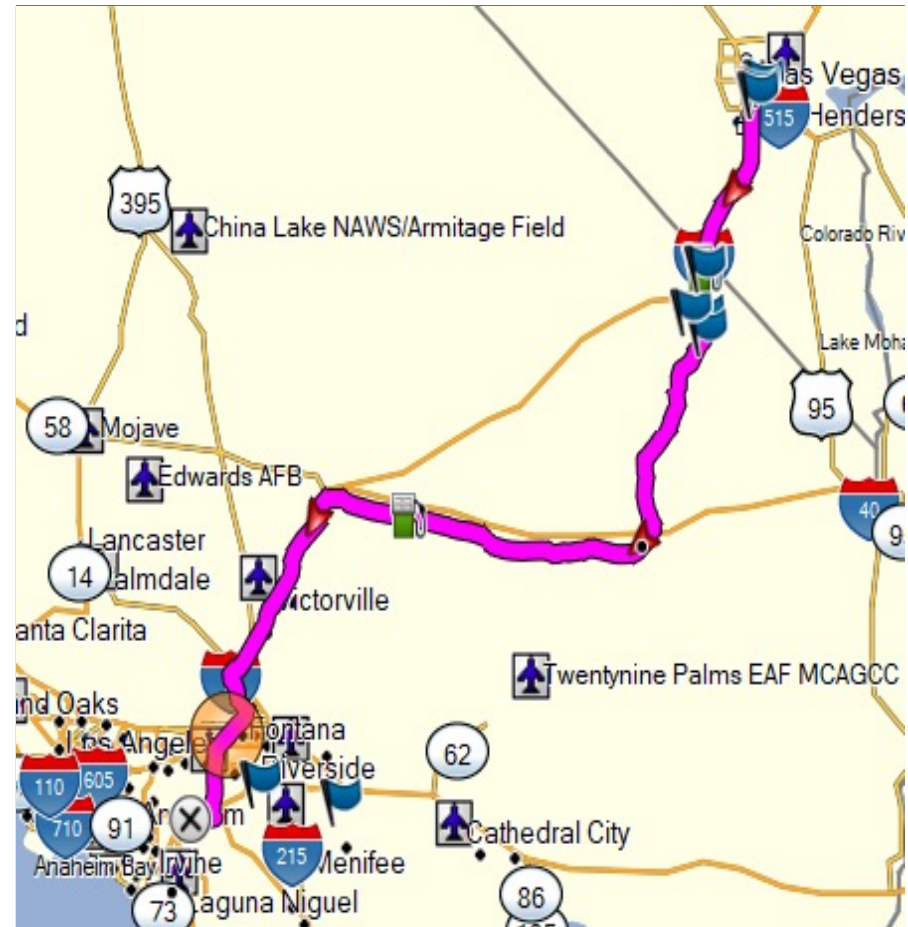 Las Vegas
515
Henders
395
China Lake NAWS/Armitage Field
Colorado Riv
d
Lake Moha
95
58
Mojave
Edwards AFB
40
Lancaster
14
almdale
ictorville
anta Clarita
Twentynine Palms EAF MCAGCC
nd Oaks
Fontana
Los Angele
62
Riverside
110
605
710
91
An
m
Cathedral City
215
Anaheim Bay
Irvine
Menifee
86
73
Laguna Niguel